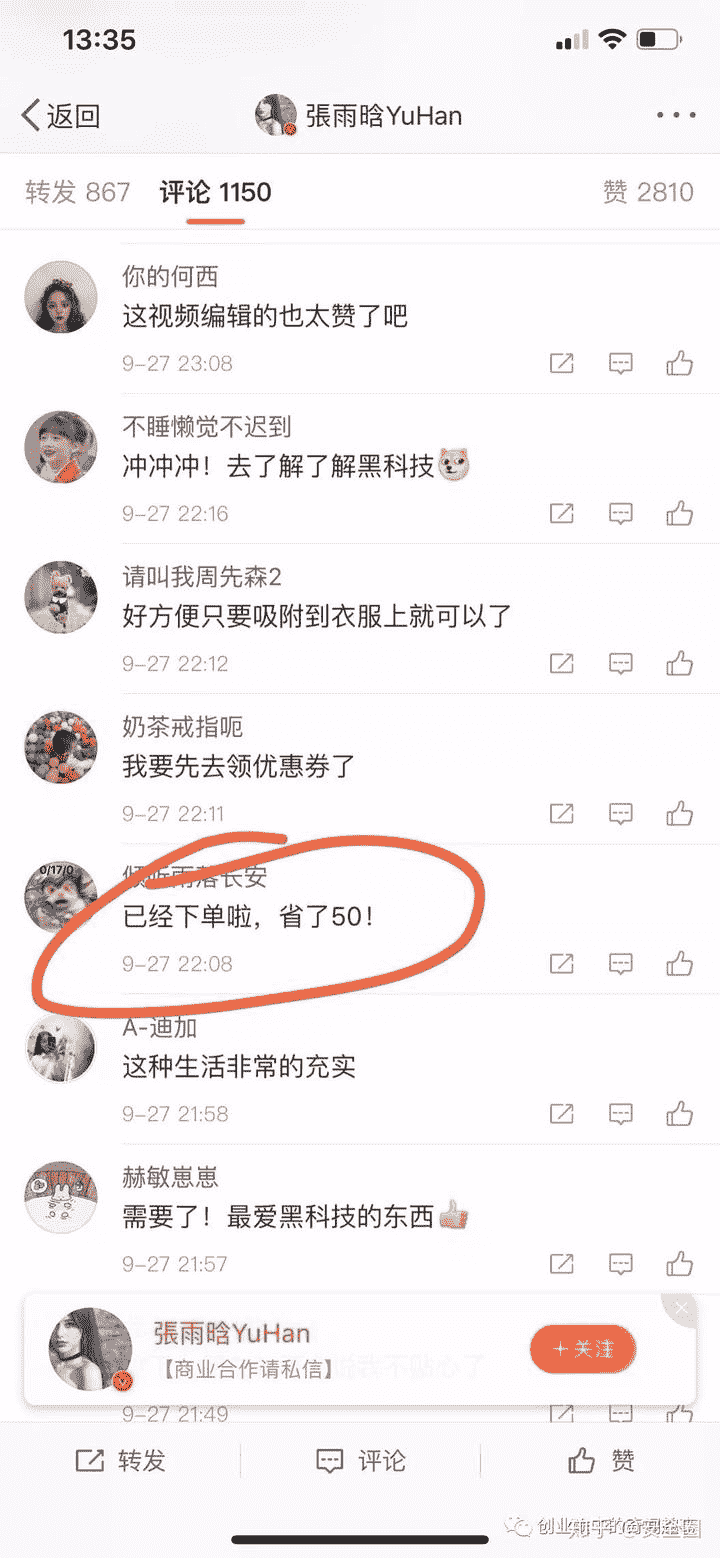 13:35
返回
張雨晗YuHan
转发 867
评论 1150
赞 2810
你的何西
这视频编辑的也太赞了吧
9-27 23:08
不睡懒觉不迟到
冲冲冲！去了解了解黑科技
9-27 22:16
请叫我周先森2
好方便只要吸附到衣服上就可以了
9-27 22:12
奶茶戒指呃
我要先去领优惠券了
9-27 22:11
0/17/0
倾听雨落长安
已经下单啦，省了50！
9-27 22:08
A-迪加
这种生活非常的充实
9-27 21:58
赫敏崽崽
需要了！最爱黑科技的东西
9-27 21:57
張雨晗YuHan
【商业合作请私信】
+关注
9-27 21:49
转发
评论
赞